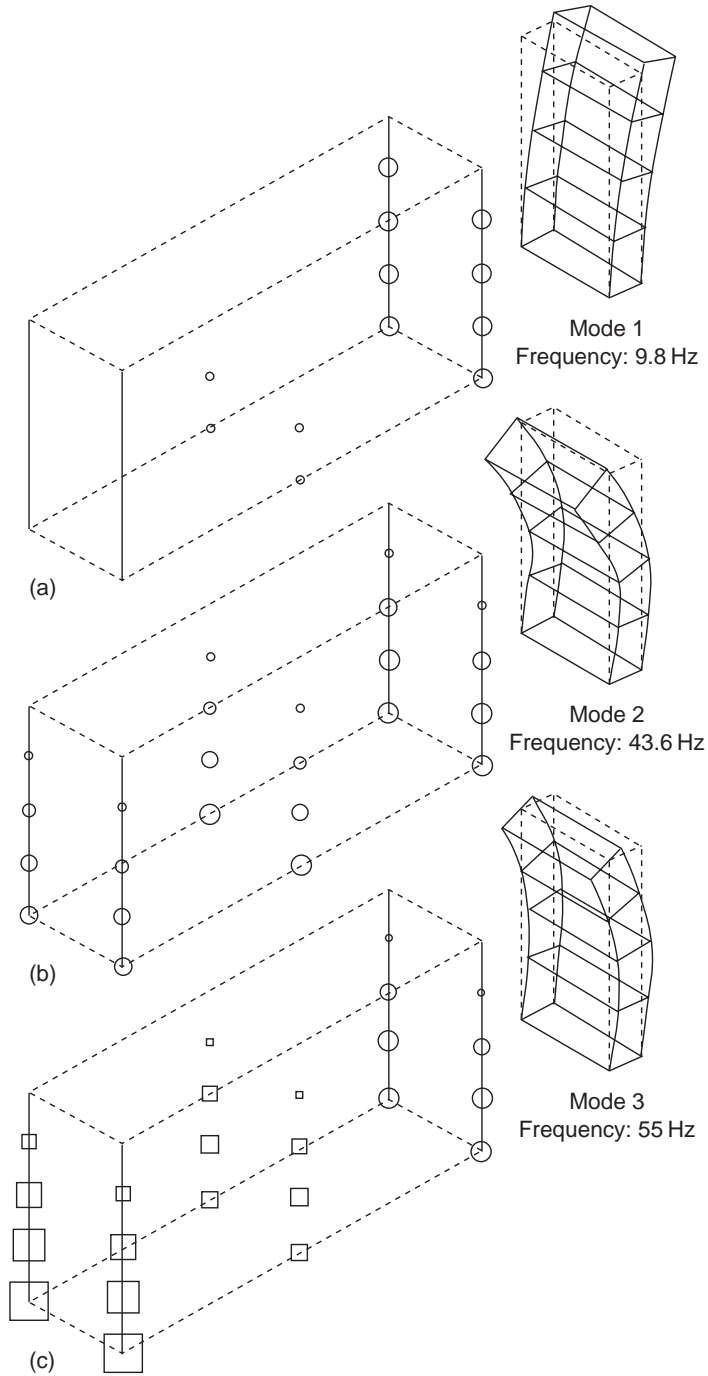 Mode 1
Frequency: 9.8 Hz
(a)
Mode 2
Frequency: 43.6 Hz
(b)
Mode 3
Frequency: 55 Hz
(c)